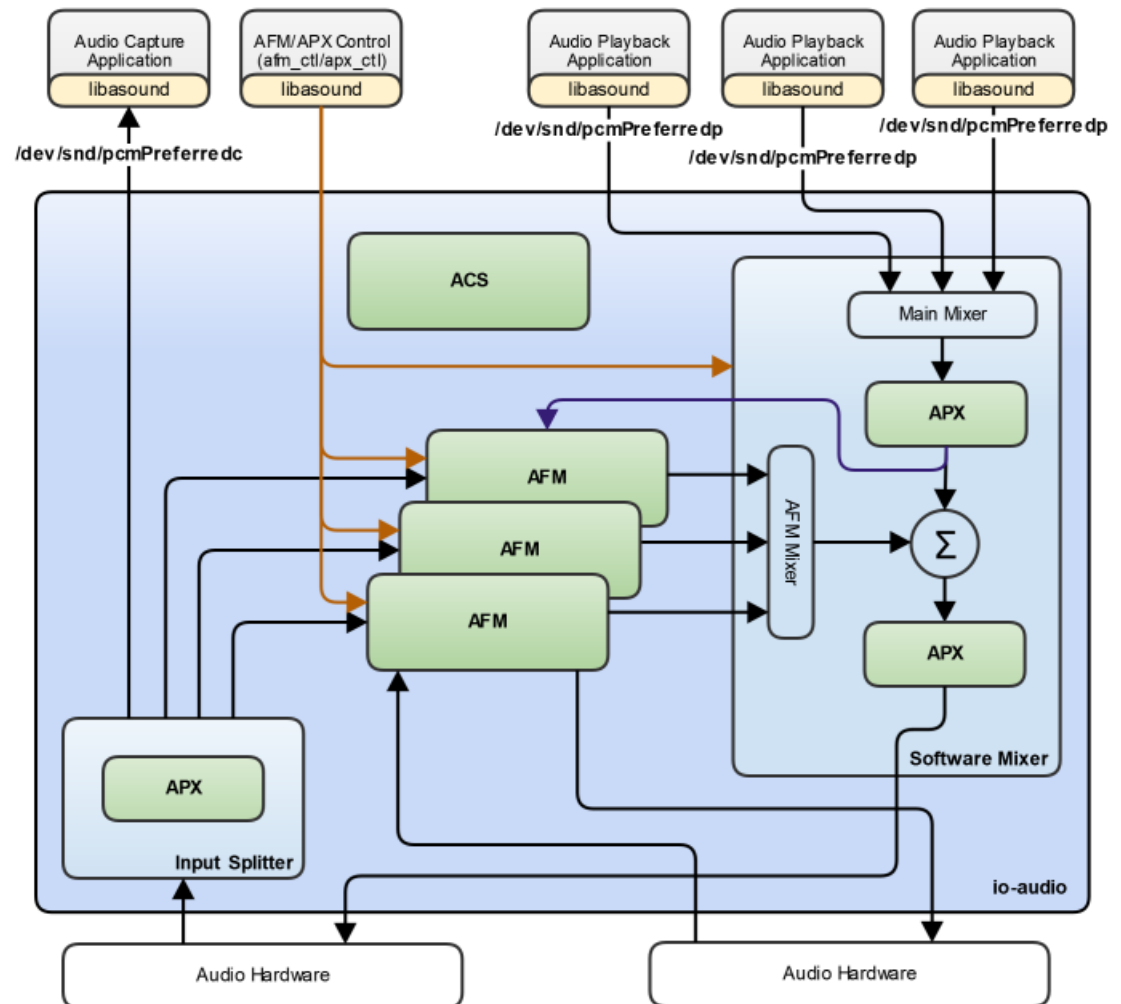 Audio Capture
Application
libasound
AFM/APX Control
(afm_ctl/apx_ctl)
libasound
Audio Playback
Application
libasound
Audio Playback
Application
libasound
Audio Playback
Application
libasound
/dev/snd/pcmPreferredc
/dev/snd/pcmPreferredp
/dev/snd/pcmPreferredp
/dev/snd/pcmPreferredp
ACS
Main Mixer
APX
AFM
AFM
AFM
AFM Mixer
Σ
APX
Software Mixer
APX
Input Splitter
io-audio
Audio Hardware
Audio Hardware